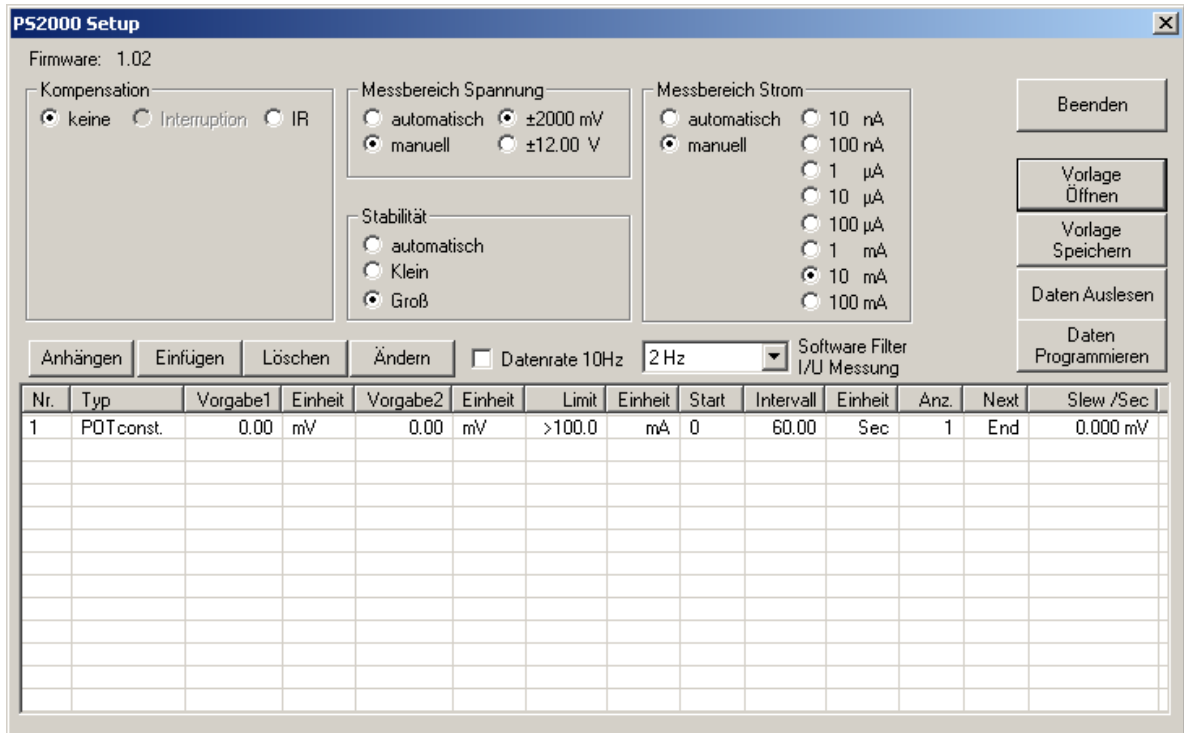 PS2000 Setup
Firmware: 1.02
Kompensation
keine Interruption IR
Messbereich Spannung
automatisch ±2000 mV
manuell ±12.00 V
Stabilität
automatisch
Klein
Groß
Messbereich Strom
automatisch 10 nA
manuell 100 nA
1 µA
10 µA
100 µA
1 mA
10 mA
100 mA
Beenden
Vorlage
Öffnen
Vorlage
Speichern
Daten Auslesen
Daten
Programmieren
Anhängen Einfügen Löschen Ändern Datenrate 10Hz 2 Hz Software Filter
I/U Messung
Nr. Typ Vorgabe1 Einheit Vorgabe2 Einheit Limit Einheit Start Intervall Einheit Anz. Next Slew /Sec
1 POTconst. 0.00 mV 0.00 mV >100.0 mA 0 60.00 Sec 1 End 0.000 mV